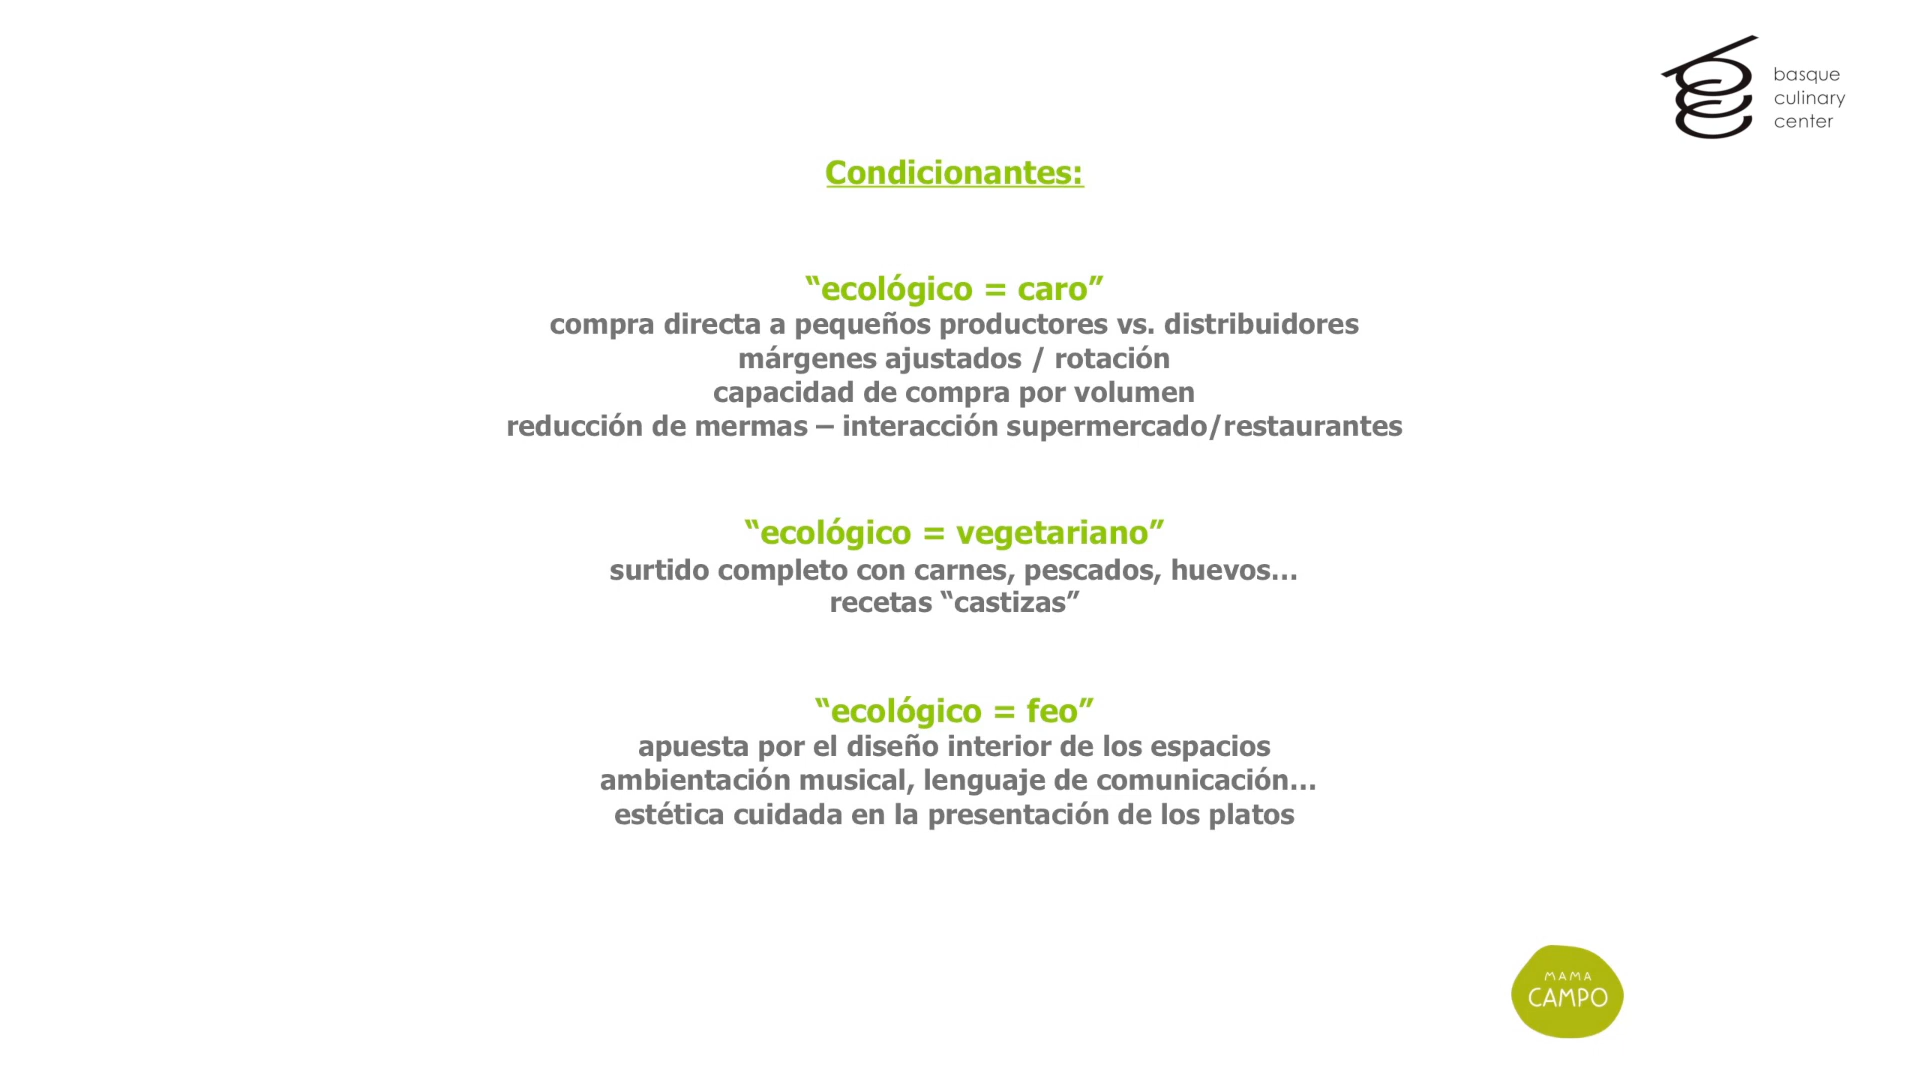 basque
culinary
center
Condicionantes:
“ecológico = caro”
compra directa a pequeños productores vs. distribuidores
márgenes ajustados / rotación
capacidad de compra por volumen
reducción de mermas – interacción supermercado/restaurantes
“ecológico = vegetariano”
surtido completo con carnes, pescados, huevos…
recetas “castizas”
“ecológico = feo”
apuesta por el diseño interior de los espacios
ambientación musical, lenguaje de comunicación…
estética cuidada en la presentación de los platos
MAMA
CAMPO